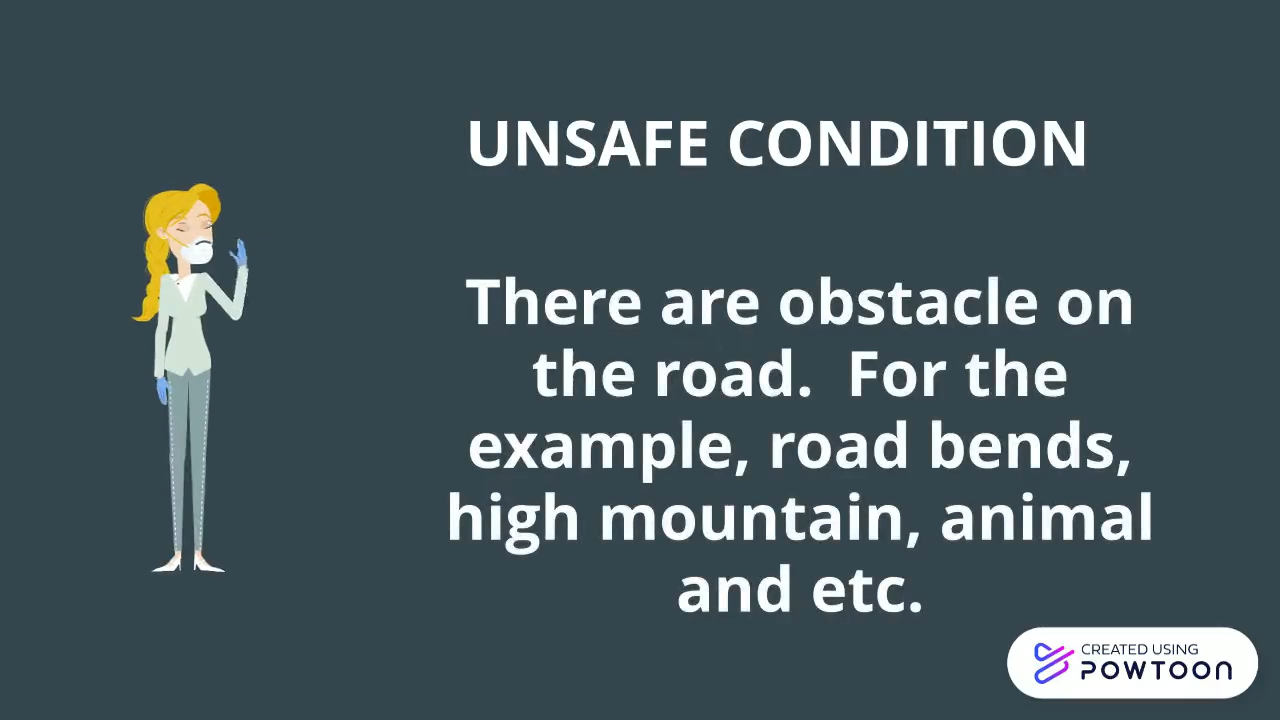 UNSAFE CONDITION
There are obstacle on
the road.  For the
example, road bends,
high mountain, animal
and etc.
CREATED USING
POWTOON